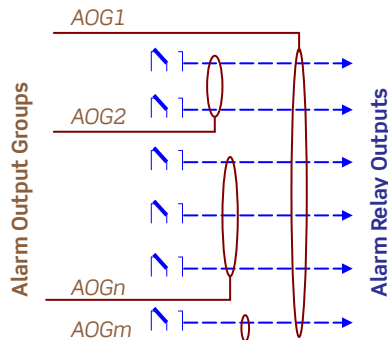 AOG1
AOG2
AOGn
AOGm
Alarm Output Groups
Alarm Relay Outputs